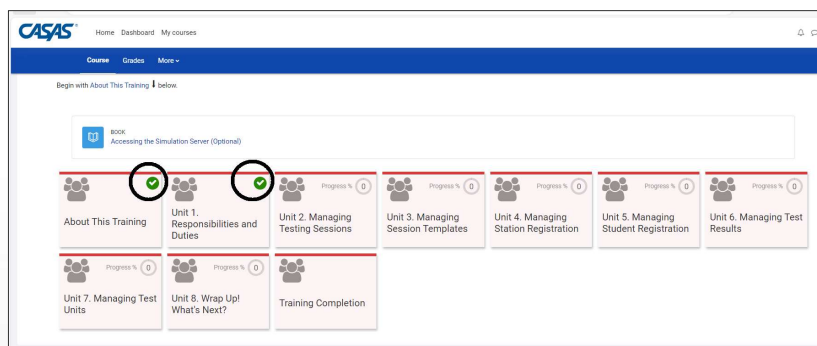 CASAS
Home Dashboard My courses
Course Grades More
Begin with About This Training ⬇ below.
BOOK
Accessing the Simulation Server (Optional)
About This Training
Unit 1.
Responsibilities and
Duties
Progress % 0
Unit 2. Managing
Testing Sessions
Progress % 0
Unit 3. Managing
Session Templates
Progress % 0
Unit 4. Managing
Station Registration
Progress % 0
Unit 5. Managing
Student Registration
Progress % 0
Unit 6. Managing Test
Results
Progress % 0
Unit 7. Managing Test
Units
Progress % 0
Unit 8. Wrap Up!
What's Next?
Training Completion